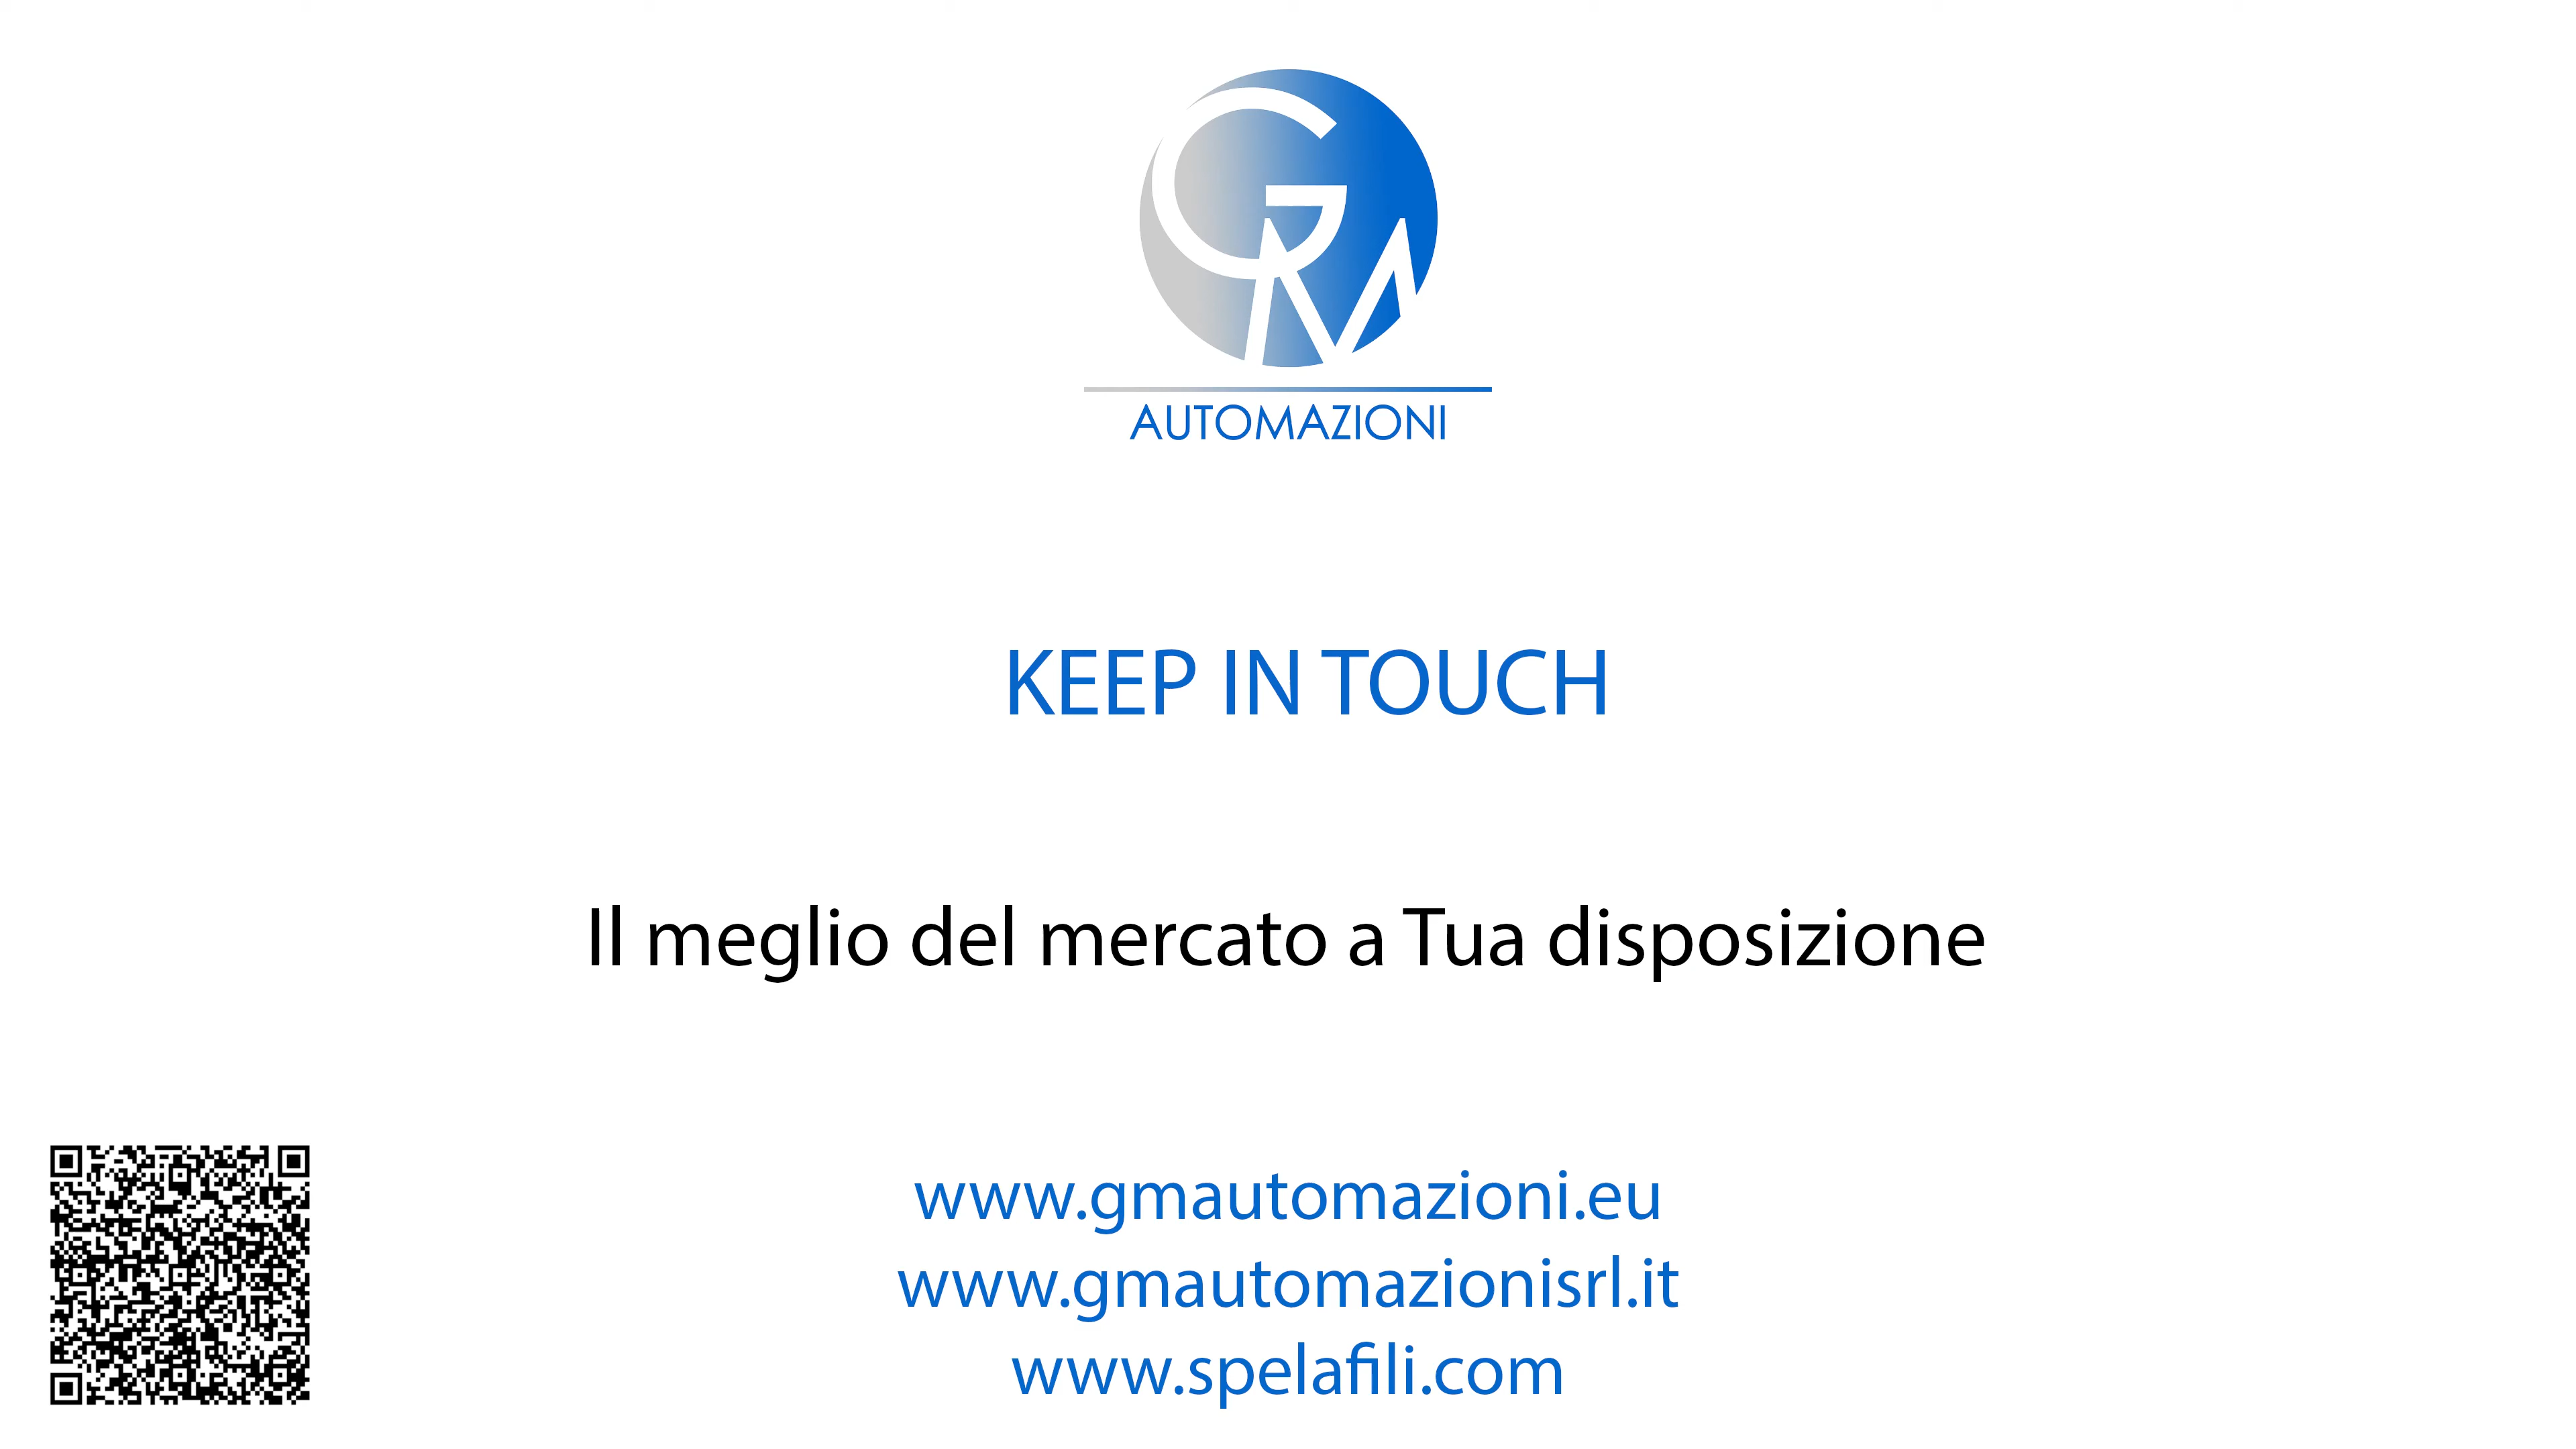 GM
AUTOMAZIONI
KEEP IN TOUCH
Il meglio del mercato a Tua disposizione
www.gmautomazioni.eu
www.gmautomazionisrl.it
www.spelafili.com